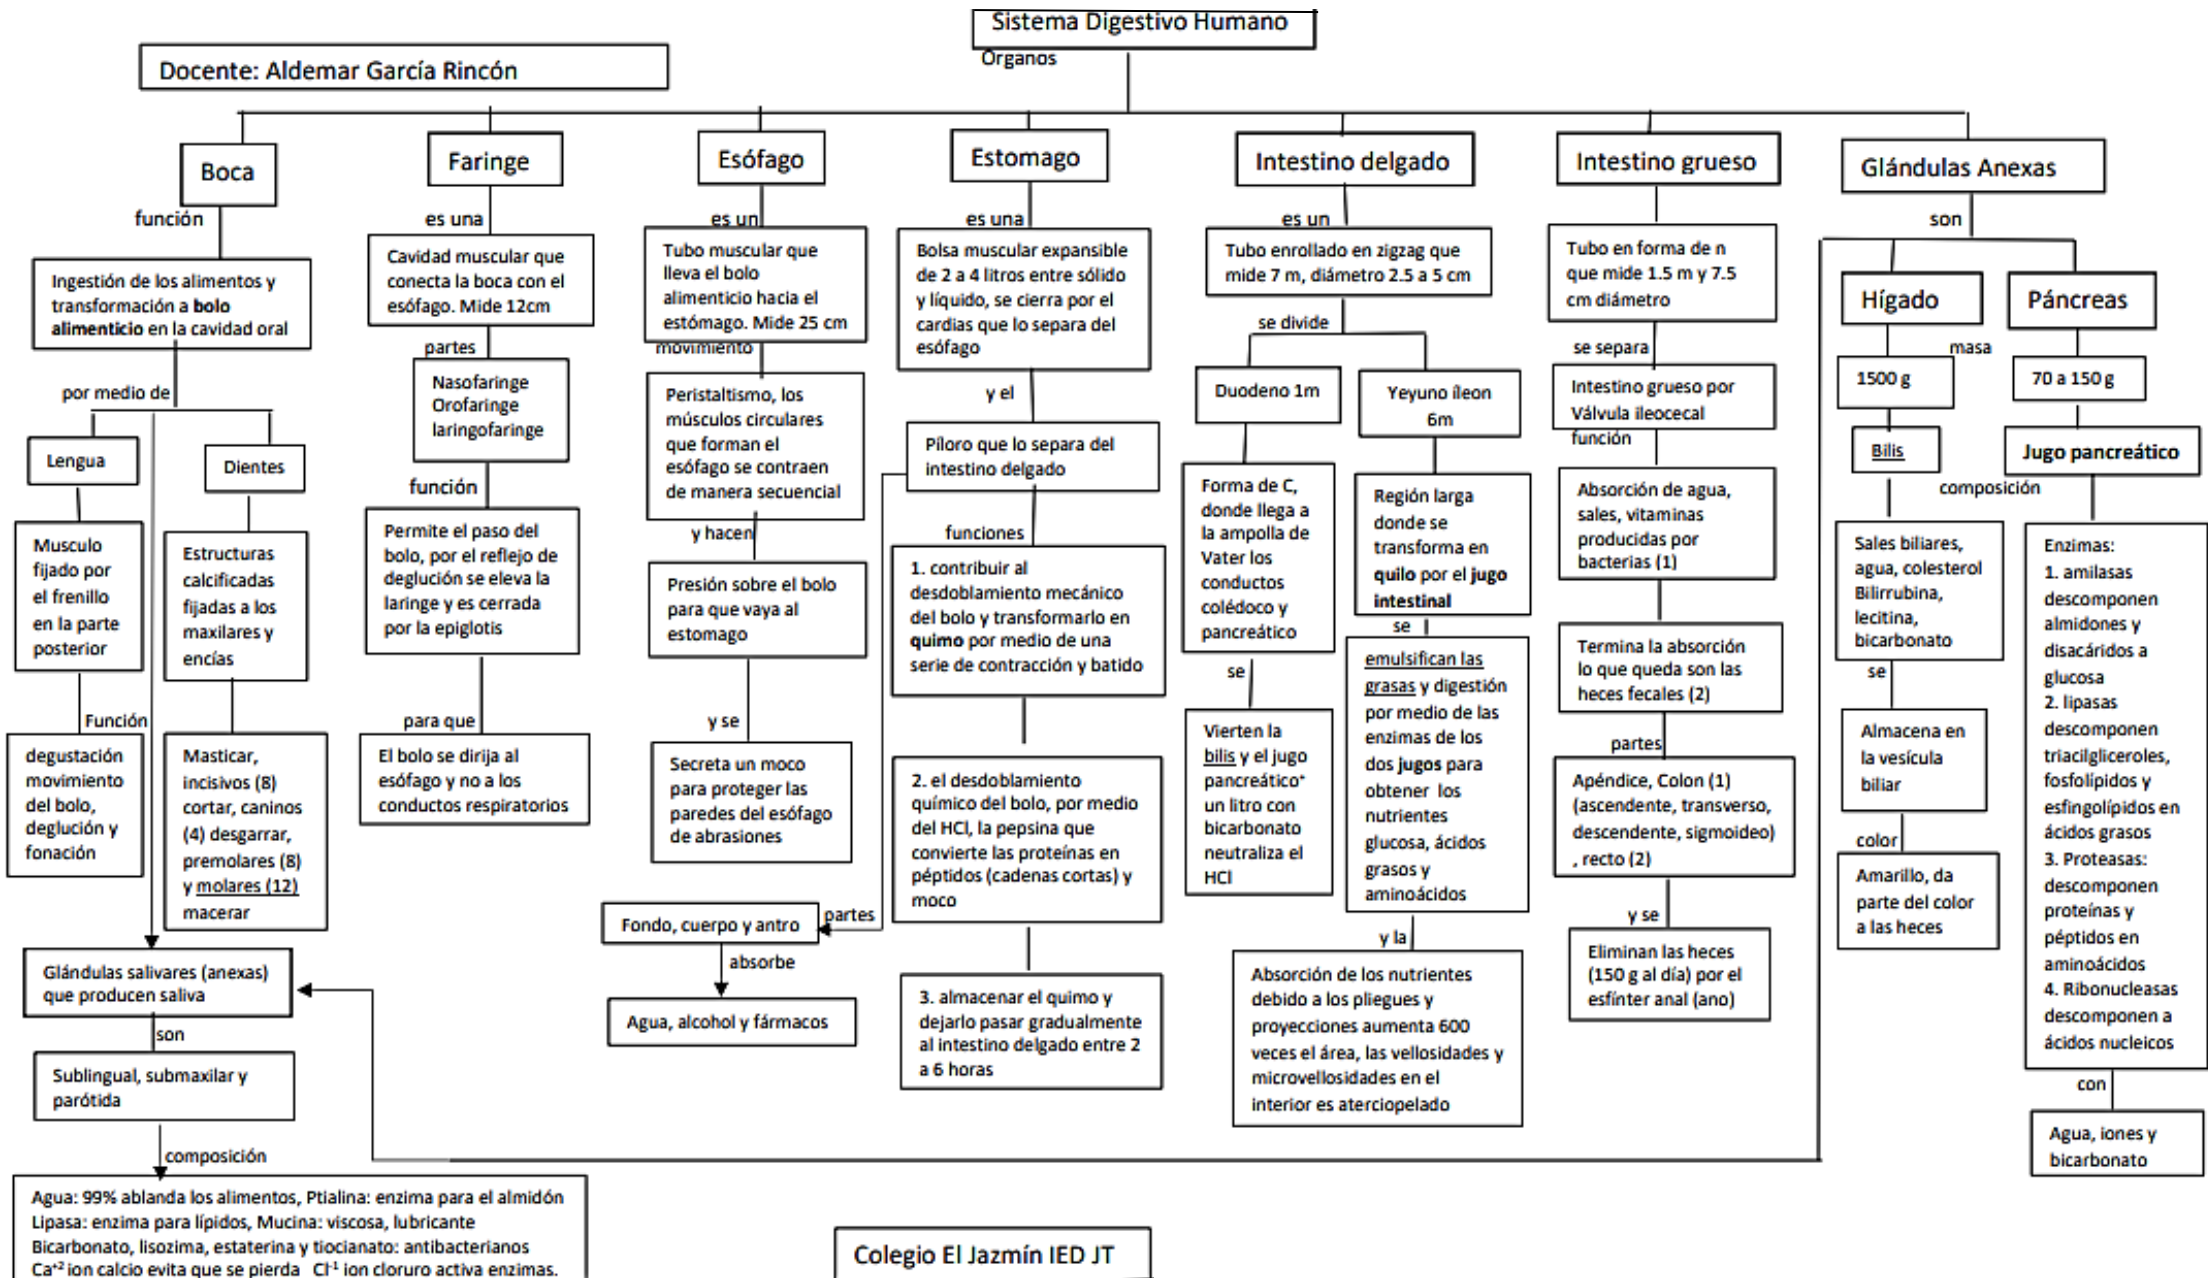 Sistema Digestivo Humano
Docente: Aldemar García Rincón
Órganos
Boca
función
Ingestión de los alimentos y
transformación a bolo
alimenticio en la cavidad oral
por medio de
Lengua
Musculo
fijado por
el frenillo
en la parte
posterior
Función
degustación
movimiento
del bolo,
deglución y
fonación
Dientes
Estructuras
calcificadas
fijadas a los
maxilares y
encías
Masticar,
incisivos (8)
cortar, caninos
(4) desgarrar,
premolares (8)
y molares (12)
macerar
Glándulas salivares (anexas)
que producen saliva
son
Sublingual, submaxilar y
parótida
composición
Agua: 99% ablanda los alimentos, Ptialina: enzima para el almidón
Lipasa: enzima para lípidos, Mucina: viscosa, lubricante
Bicarbonato, lisozima, estaterina y tiocianato: antibacterianos
Ca⁺² ion calcio evita que se pierda Cl⁻¹ ion cloruro activa enzimas.
Faringe
es una
Cavidad muscular que
conecta la boca con el
esófago. Mide 12cm
partes
Nasofaringe
Orofaringe
laringofaringe
función
Permite el paso del
bolo, por el reflejo de
deglución se eleva la
laringe y es cerrada
por la epiglotis
para que
El bolo se dirija al
esófago y no a los
conductos respiratorios
Esófago
es un
Tubo muscular que
lleva el bolo
alimenticio hacia el
estómago. Mide 25 cm
movimiento
Peristaltismo, los
músculos circulares
que forman el
esófago se contraen
de manera secuencial
y hacen
Presión sobre el bolo
para que vaya al
estomago
y se
Secreta un moco
para proteger las
paredes del esófago
de abrasiones
Estomago
es una
Bolsa muscular expansible
de 2 a 4 litros entre sólido
y líquido, se cierra por el
cardias que lo separa del
esófago
y el
Píloro que lo separa del
intestino delgado
funciones
1. contribuir al
desdoblamiento mecánico
del bolo y transformarlo en
quimo por medio de una
serie de contracción y batido
2. el desdoblamiento
químico del bolo, por medio
del HCl, la pepsina que
convierte las proteínas en
péptidos (cadenas cortas) y
moco
3. almacenar el quimo y
dejarlo pasar gradualmente
al intestino delgado entre 2
a 6 horas
partes
Fondo, cuerpo y antro
absorbe
Agua, alcohol y fármacos
Intestino delgado
es un
Tubo enrollado en zigzag que
mide 7 m, diámetro 2.5 a 5 cm
se divide
Duodeno 1m
Forma de C,
donde llega a
la ampolla de
Vater los
conductos
colédoco y
pancreático
se
Vierten la
bilis y el jugo
pancreático*
un litro con
bicarbonato
neutraliza el
HCl
Yeyuno íleon
6m
Región larga
donde se
transforma en
quilo por el jugo
intestinal
se
emulsifican las
grasas y digestión
por medio de las
enzimas de los
dos jugos para
obtener los
nutrientes
glucosa, ácidos
grasos y
aminoácidos
y la
Absorción de los nutrientes
debido a los pliegues y
proyecciones aumenta 600
veces el área, las vellosidades y
microvellosidades en el
interior es aterciopelado
Intestino grueso
Tubo en forma de n
que mide 1.5 m y 7.5
cm diámetro
se separa
Intestino grueso por
Válvula ileocecal
función
Absorción de agua,
sales, vitaminas
producidas por
bacterias (1)
Termina la absorción
lo que queda son las
heces fecales (2)
partes
Apéndice, Colon (1)
(ascendente, transverso,
descendente, sigmoideo)
, recto (2)
y se
Eliminan las heces
(150 g al día) por el
esfínter anal (ano)
Glándulas Anexas
son
Hígado
masa
1500 g
Bilis
composición
Sales biliares,
agua, colesterol
Bilirrubina,
lecitina,
bicarbonato
se
Almacena en
la vesícula
biliar
color
Amarillo, da
parte del color
a las heces
Páncreas
70 a 150 g
Jugo pancreático
Enzimas:
1. amilasas
descomponen
almidones y
disacáridos a
glucosa
2. lipasas
descomponen
triacilgliceroles,
fosfolípidos y
esfingolípidos en
ácidos grasos
3. Proteasas:
descomponen
proteínas y
péptidos en
aminoácidos
4. Ribonucleasas
descomponen a
ácidos nucleicos
con
Agua, iones y
bicarbonato
Colegio El Jazmín IED JT